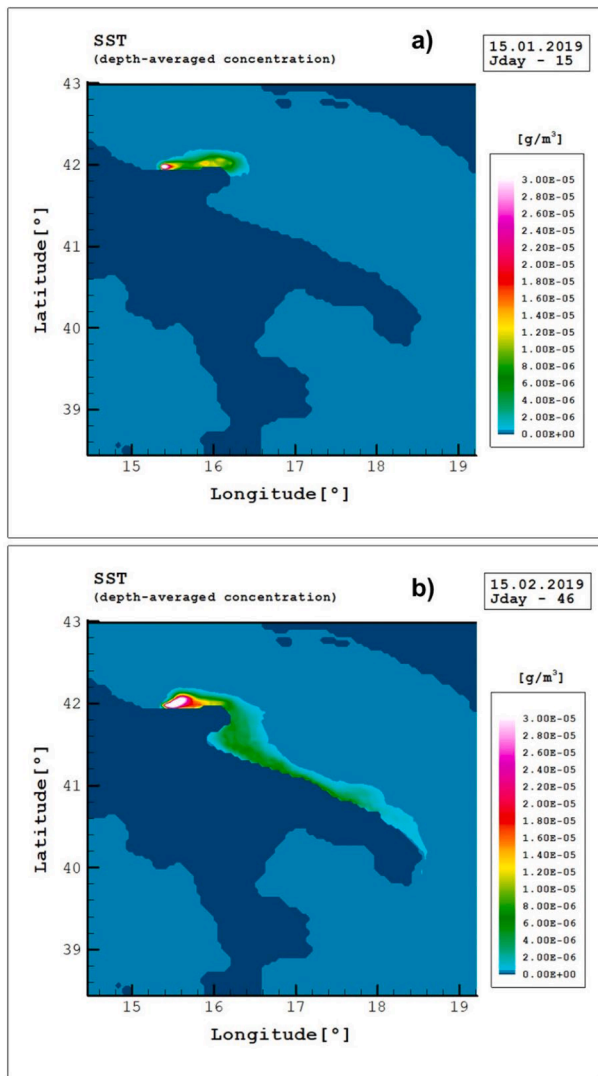 SST
(depth-averaged concentration)
a)
15.01.2019
Jday - 15
[g/m³]
3.00E-05
2.80E-05
2.60E-05
2.40E-05
2.20E-05
2.00E-05
1.80E-05
1.60E-05
1.40E-05
1.20E-05
1.00E-05
8.00E-06
6.00E-06
4.00E-06
2.00E-06
0.00E+00
Latitude[°]
43
42
41
40
39
15 16 17 18 19
Longitude[°]
SST
(depth-averaged concentration)
b)
15.02.2019
Jday - 46
[g/m³]
3.00E-05
2.80E-05
2.60E-05
2.40E-05
2.20E-05
2.00E-05
1.80E-05
1.60E-05
1.40E-05
1.20E-05
1.00E-05
8.00E-06
6.00E-06
4.00E-06
2.00E-06
0.00E+00
Latitude[°]
43
42
41
40
39
15 16 17 18 19
Longitude[°]